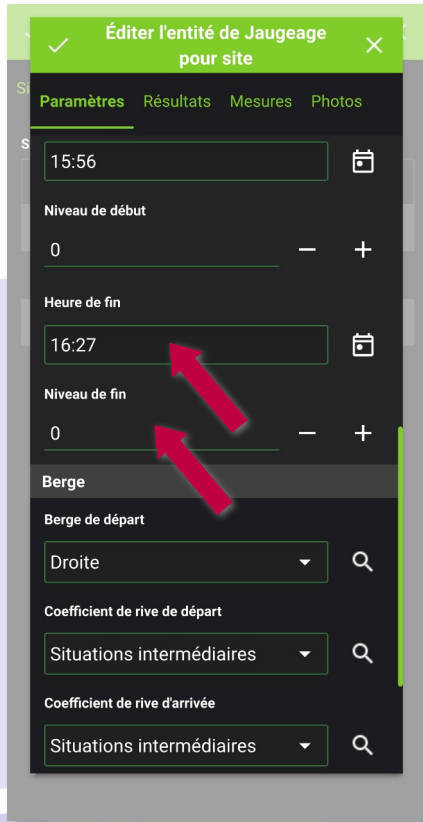 Éditer l'entité de Jaugeage
pour site
Si
Paramètres Résultats Mesures Photos
S
15:56
Niveau de début
0
Heure de fin
16:27
Niveau de fin
0
Berge
Berge de départ
Droite
Coefficient de rive de départ
Situations intermédiaires
Coefficient de rive d'arrivée
Situations intermédiaires